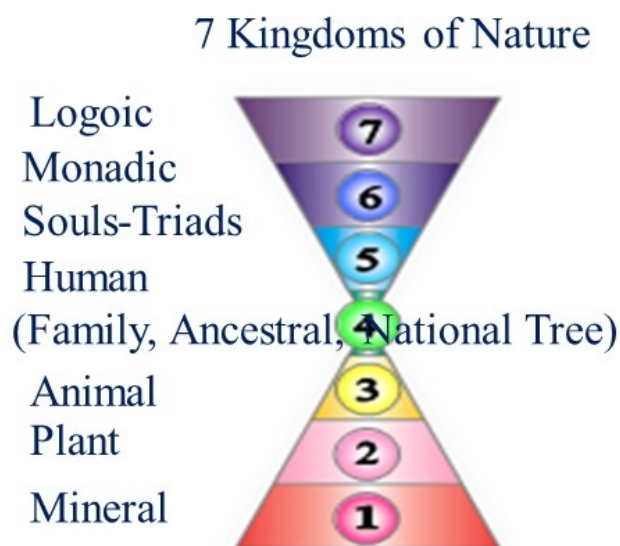 7 Kingdoms of Nature
Logoic
7
Monadic
6
Souls-Triads
5
Human
(Family, Ancestral, National Tree)
4
Animal
3
Plant
2
Mineral
1